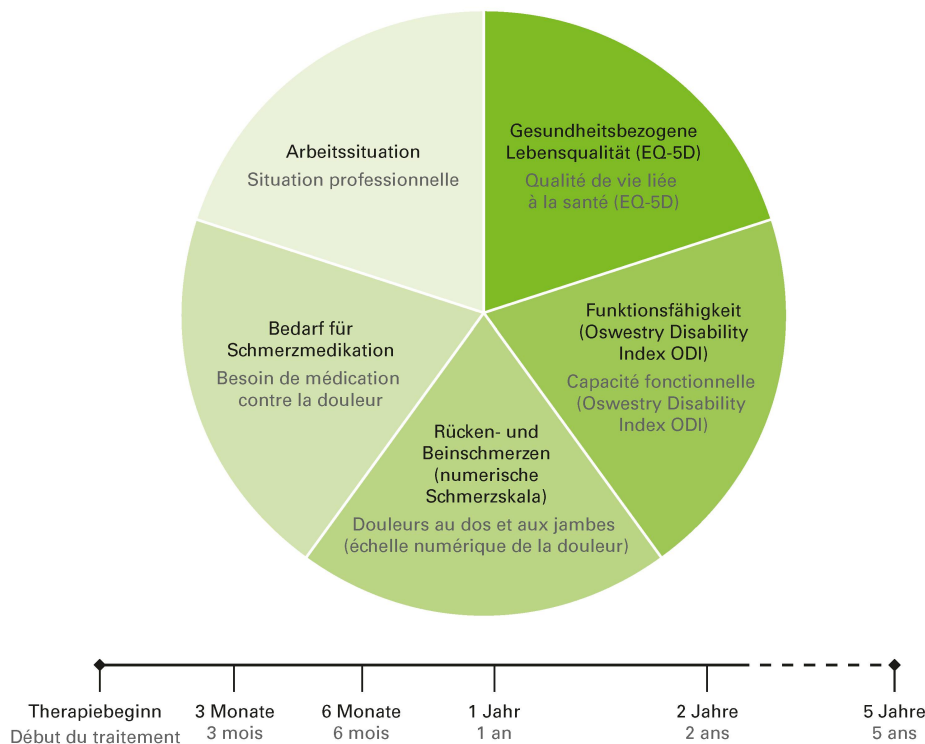 Arbeitssituation
Situation professionnelle
Gesundheitsbezogene
Lebensqualität (EQ-5D)
Qualité de vie liée
à la santé (EQ-5D)
Funktionsfähigkeit
(Oswestry Disability
Index ODI)
Capacité fonctionnelle
(Oswestry Disability
Index ODI)
Bedarf für
Schmerzmedikation
Besoin de médication
contre la douleur
Rücken- und
Beinschmerzen
(numerische
Schmerzskala)
Douleurs au dos et aux jambes
(échelle numérique de la douleur)
Therapiebeginn 3 Monate 6 Monate 1 Jahr 2 Jahre 5 Jahre
Début du traitement 3 mois 6 mois 1 an 2 ans 5 ans